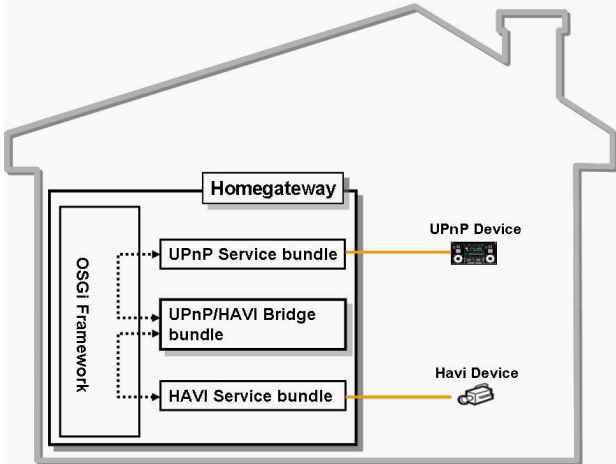 Homegateway
OSGi Framework
UPnP Service bundle
UPnP/HAVI Bridge
bundle
HAVI Service bundle
UPnP Device
Havi Device